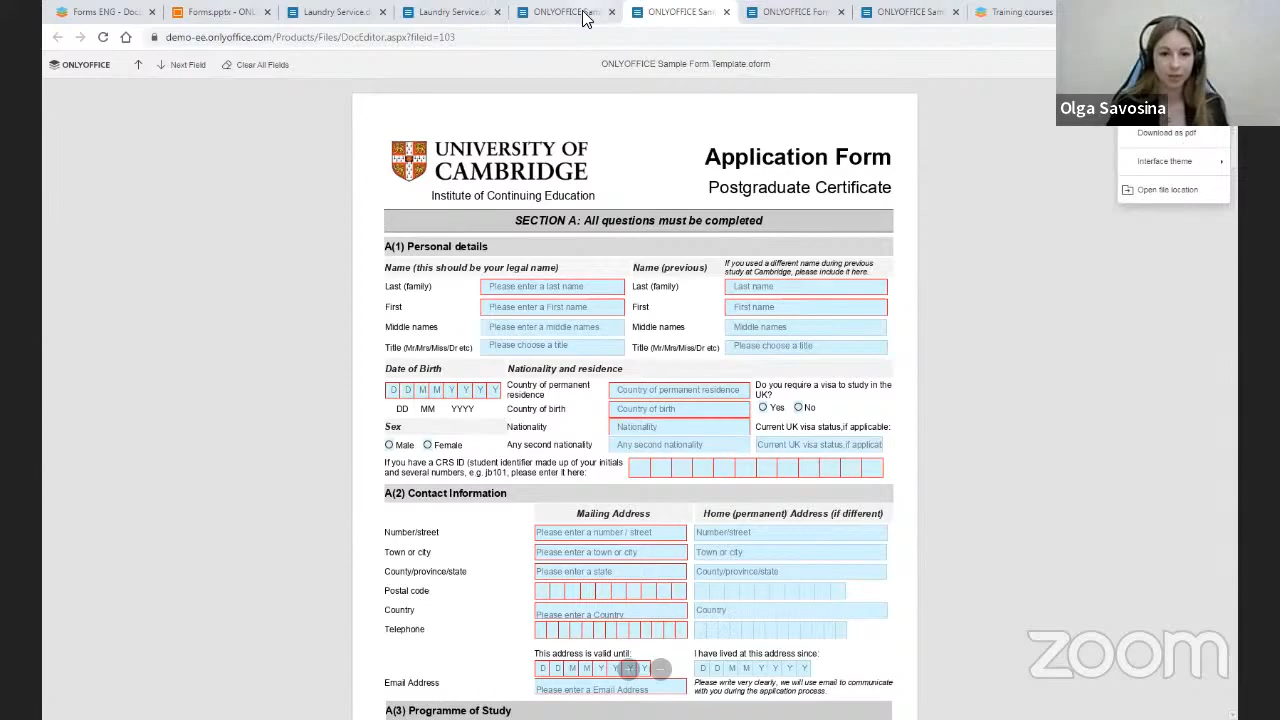 Forms ENG - Doc
Forms.pptx - ONL
Laundry Service.d
Laundry Service.o
ONLYOFFICE Sam
ONLYOFFICE Sam
ONLYOFFICE Form
ONLYOFFICE Sam
Training courses
demo-ee.onlyoffice.com/Products/Files/DocEditor.aspx?fileid=103
ONLYOFFICE
Next Field
Clear All Fields
ONLYOFFICE Sample Form Template.oform
Olga Savosina
Download as pdf
Interface theme
Open file location
UNIVERSITY OF
CAMBRIDGE
Institute of Continuing Education
Application Form
Postgraduate Certificate
SECTION A: All questions must be completed
A(1) Personal details
Name (this should be your legal name)
Name (previous)
If you used a different name during previous
study at Cambridge, please include it here.
Last (family)
Please enter a last name
Last (family)
Last name
First
Please enter a First name
First
First name
Middle names
Please enter a middle names
Middle names
Middle names
Title (Mr/Mrs/Miss/Dr etc)
Please choose a title
Title (Mr/Mrs/Miss/Dr etc)
Please choose a title
Date of Birth
Nationality and residence
D D M M Y Y Y Y
Country of permanent
residence
Country of permanent residence
Do you require a visa to study in the
UK?
DD MM YYYY
Country of birth
Country of birth
Yes No
Sex
Nationality
Nationality
Current UK visa status,if applicable:
Male Female
Any second nationality
Any second nationality
Current UK visa status,if applicat
If you have a CRS ID (student identifier made up of your initials
and several numbers, e.g. jb101, please enter it here:
A(2) Contact Information
Mailing Address
Home (permanent) Address (if different)
Number/street
Please enter a number / street
Number/street
Town or city
Please enter a town or city
Town or city
County/province/state
Please enter a state
County/province/state
Postal code
Country
Please enter a Country
Country
Telephone
This address is valid until:
I have lived at this address since:
D D M M Y Y Y Y
D D M M Y Y Y Y
Email Address
Please enter a Email Address
Please write very clearly, we will use email to communicate
with you during the application process.
A(3) Programme of Study
zoom